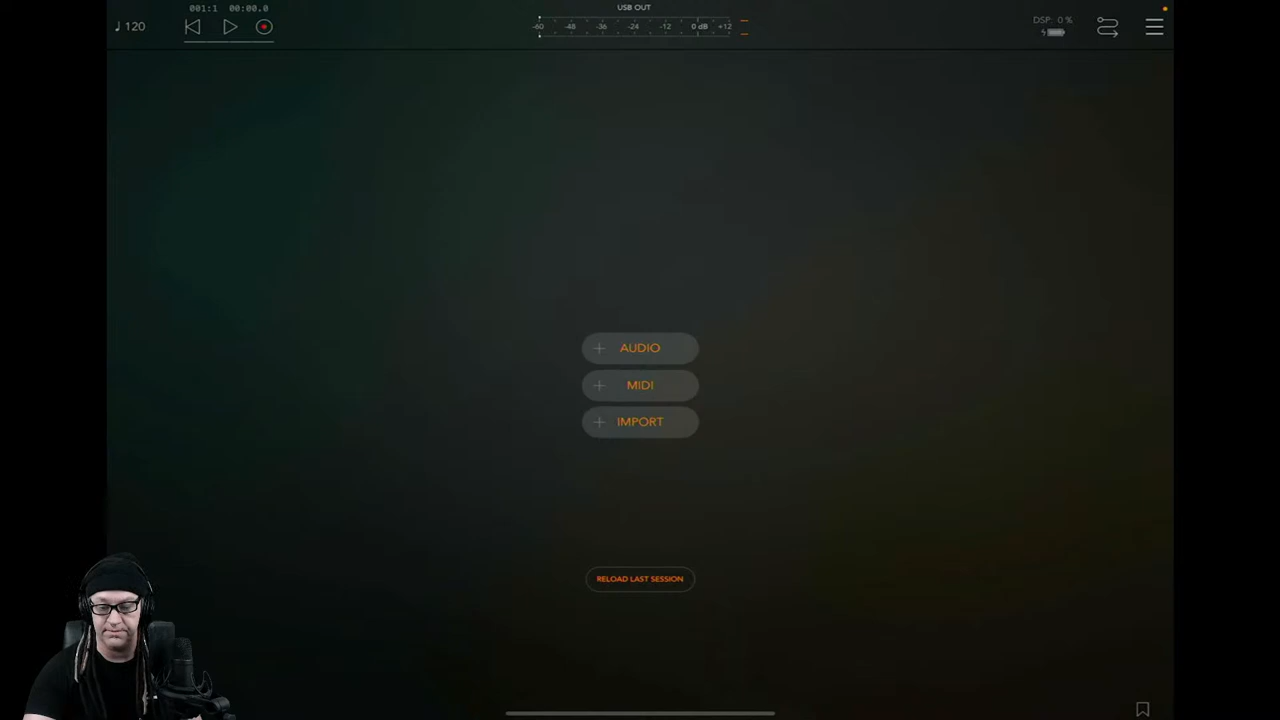 ♩ 120
001:1 00:00.0
USB OUT
-60 -48 -36 -24 -12 0 dB +12
DSP: 0 %
AUDIO
MIDI
IMPORT
RELOAD LAST SESSION